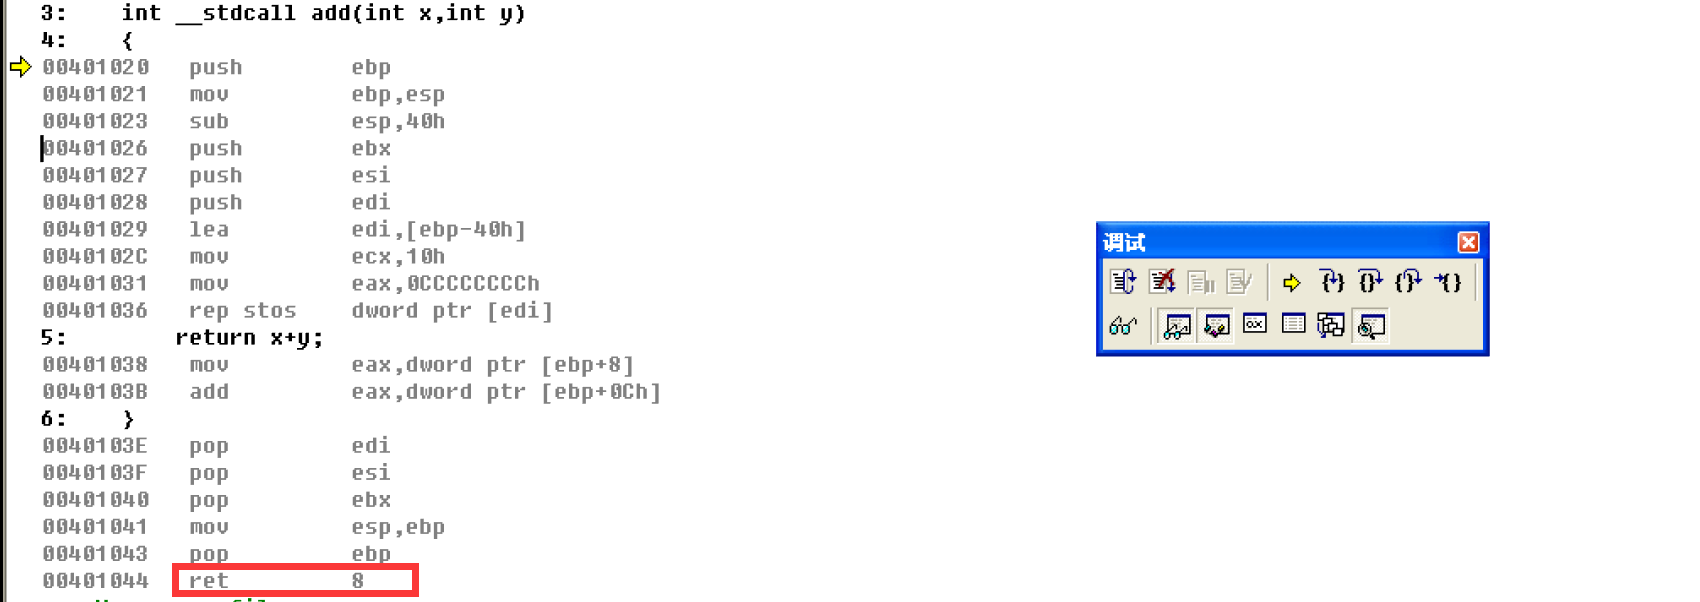 3: int __stdcall add(int x,int y)
4: {
00401020 push ebp
00401021 mov ebp,esp
00401023 sub esp,40h
00401026 push ebx
00401027 push esi
00401028 push edi
00401029 lea edi,[ebp-40h]
0040102C mov ecx,10h
00401031 mov eax,0CCCCCCCCh
00401036 rep stos dword ptr [edi]
5: return x+y;
00401038 mov eax,dword ptr [ebp+8]
0040103B add eax,dword ptr [ebp+0Ch]
6: }
0040103E pop edi
0040103F pop esi
00401040 pop ebx
00401041 mov esp,ebp
00401043 pop ebp
00401044 ret 8
调试